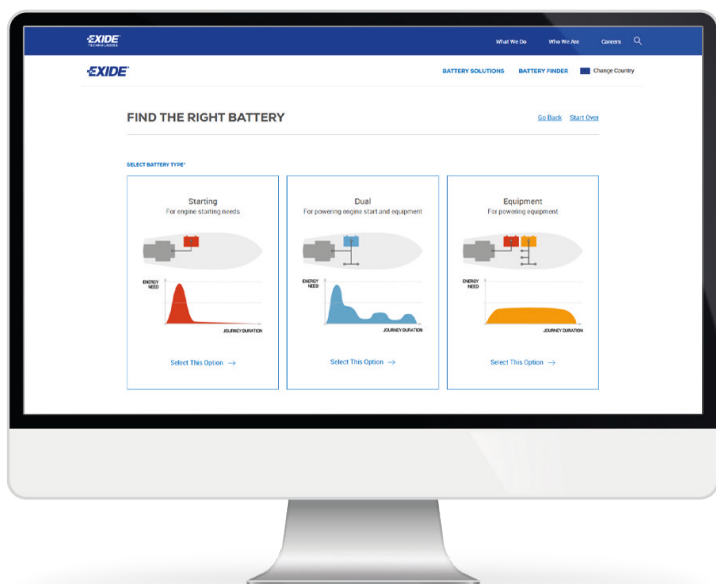 EXIDE
TECHNOLOGIES
What We Do Who We Are Careers
EXIDE
BATTERY SOLUTIONS BATTERY FINDER Change Country
FIND THE RIGHT BATTERY
Go Back Start Over
SELECT BATTERY TYPE*
Starting
For engine starting needs
ENERGY
NEED
JOURNEY DURATION
Select This Option →
Dual
For powering engine start and equipment
ENERGY
NEED
JOURNEY DURATION
Select This Option →
Equipment
For powering equipment
ENERGY
NEED
JOURNEY DURATION
Select This Option →